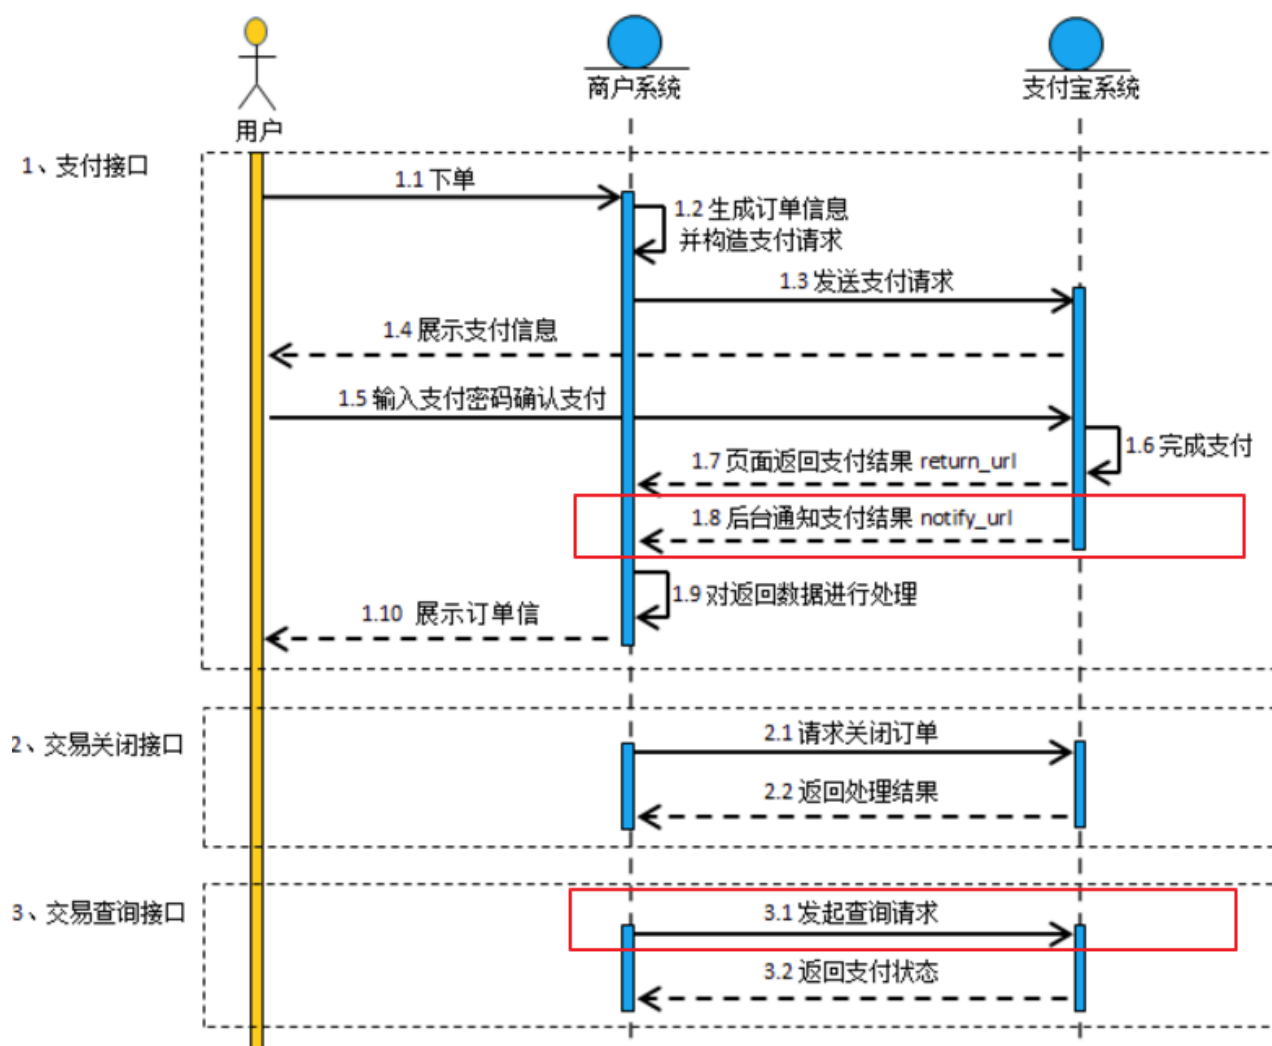 用户
商户系统
支付宝系统
1、支付接口
1.1 下单
1.2 生成订单信息
并构造支付请求
1.3 发送支付请求
1.4 展示支付信息
1.5 输入支付密码确认支付
1.6 完成支付
1.7 页面返回支付结果 return_url
1.8 后台通知支付结果 notify_url
1.9 对返回数据进行处理
1.10 展示订单信
2、交易关闭接口
2.1 请求关闭订单
2.2 返回处理结果
3、交易查询接口
3.1 发起查询请求
3.2 返回支付状态